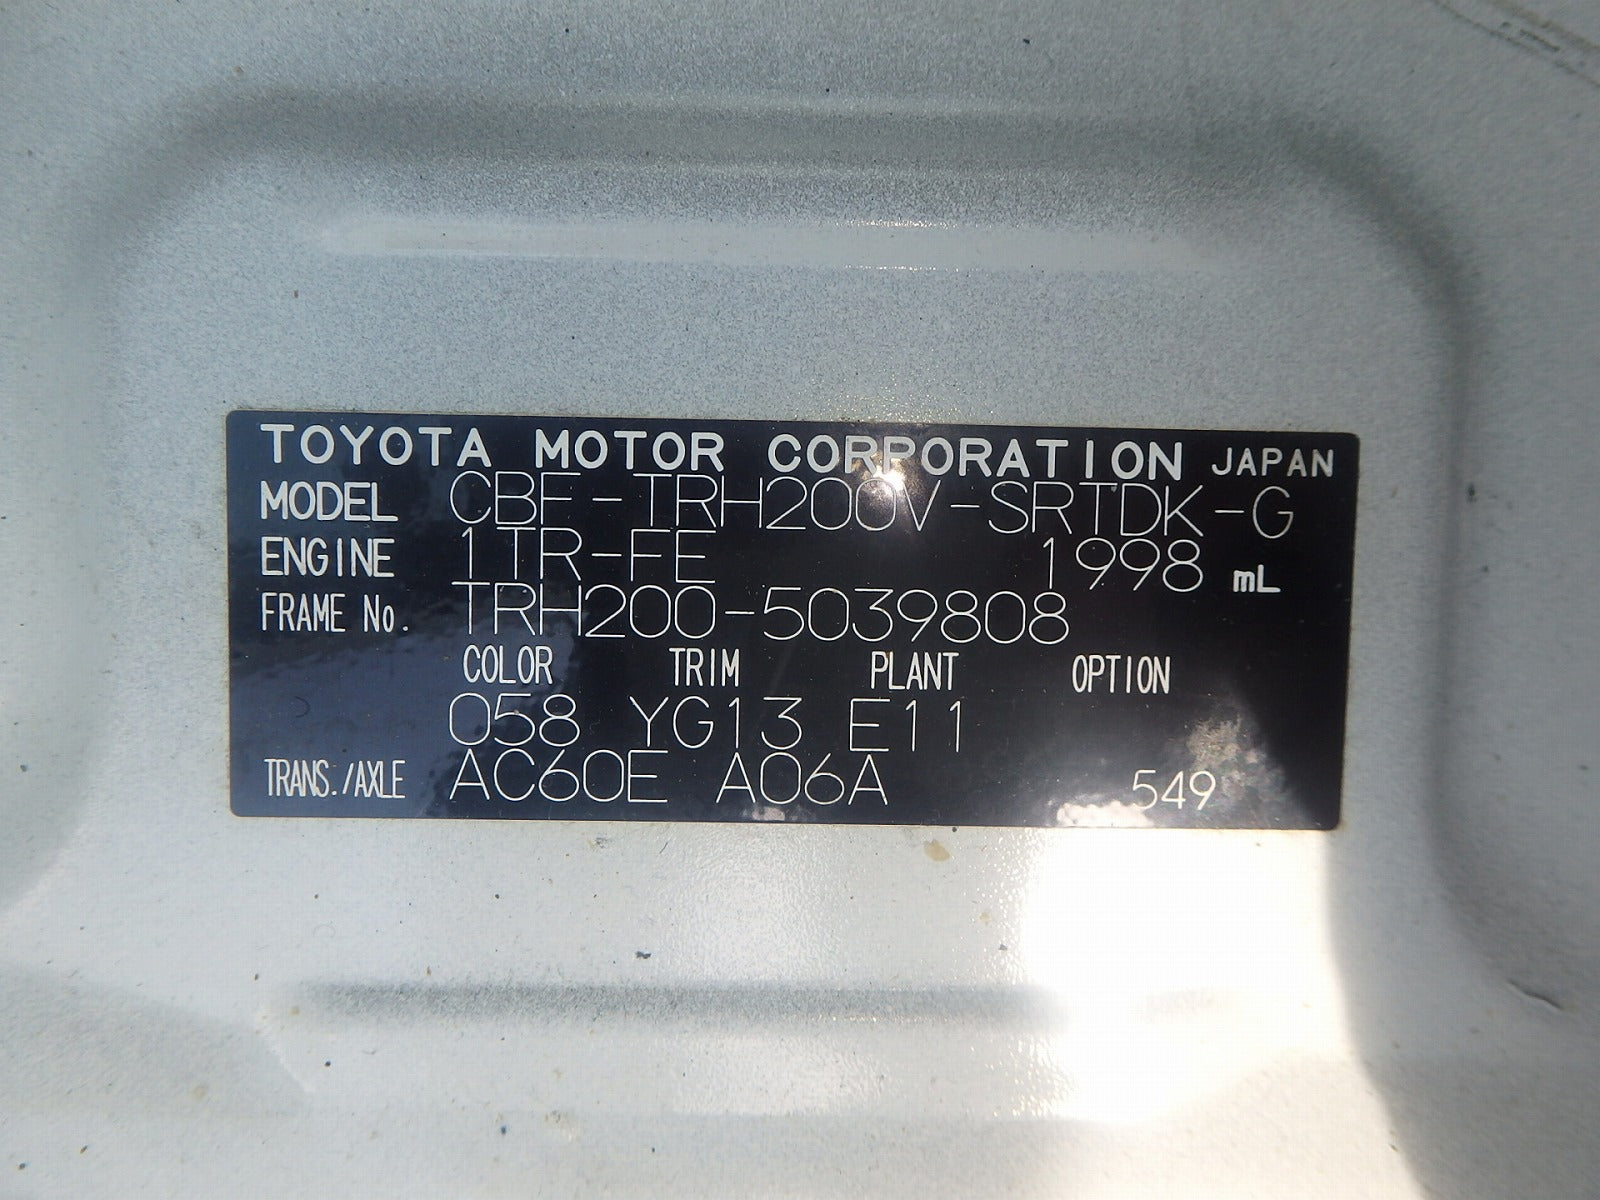 TOYOTA MOTOR CORPORATION JAPAN
MODEL CBF-TRH200V-SRTDK-G
ENGINE 1TR-FE 1998 mL
FRAME No. TRH200-5039808
COLOR TRIM PLANT OPTION
058 YG13 E11
TRANS./AXLE AC60E A06A 549